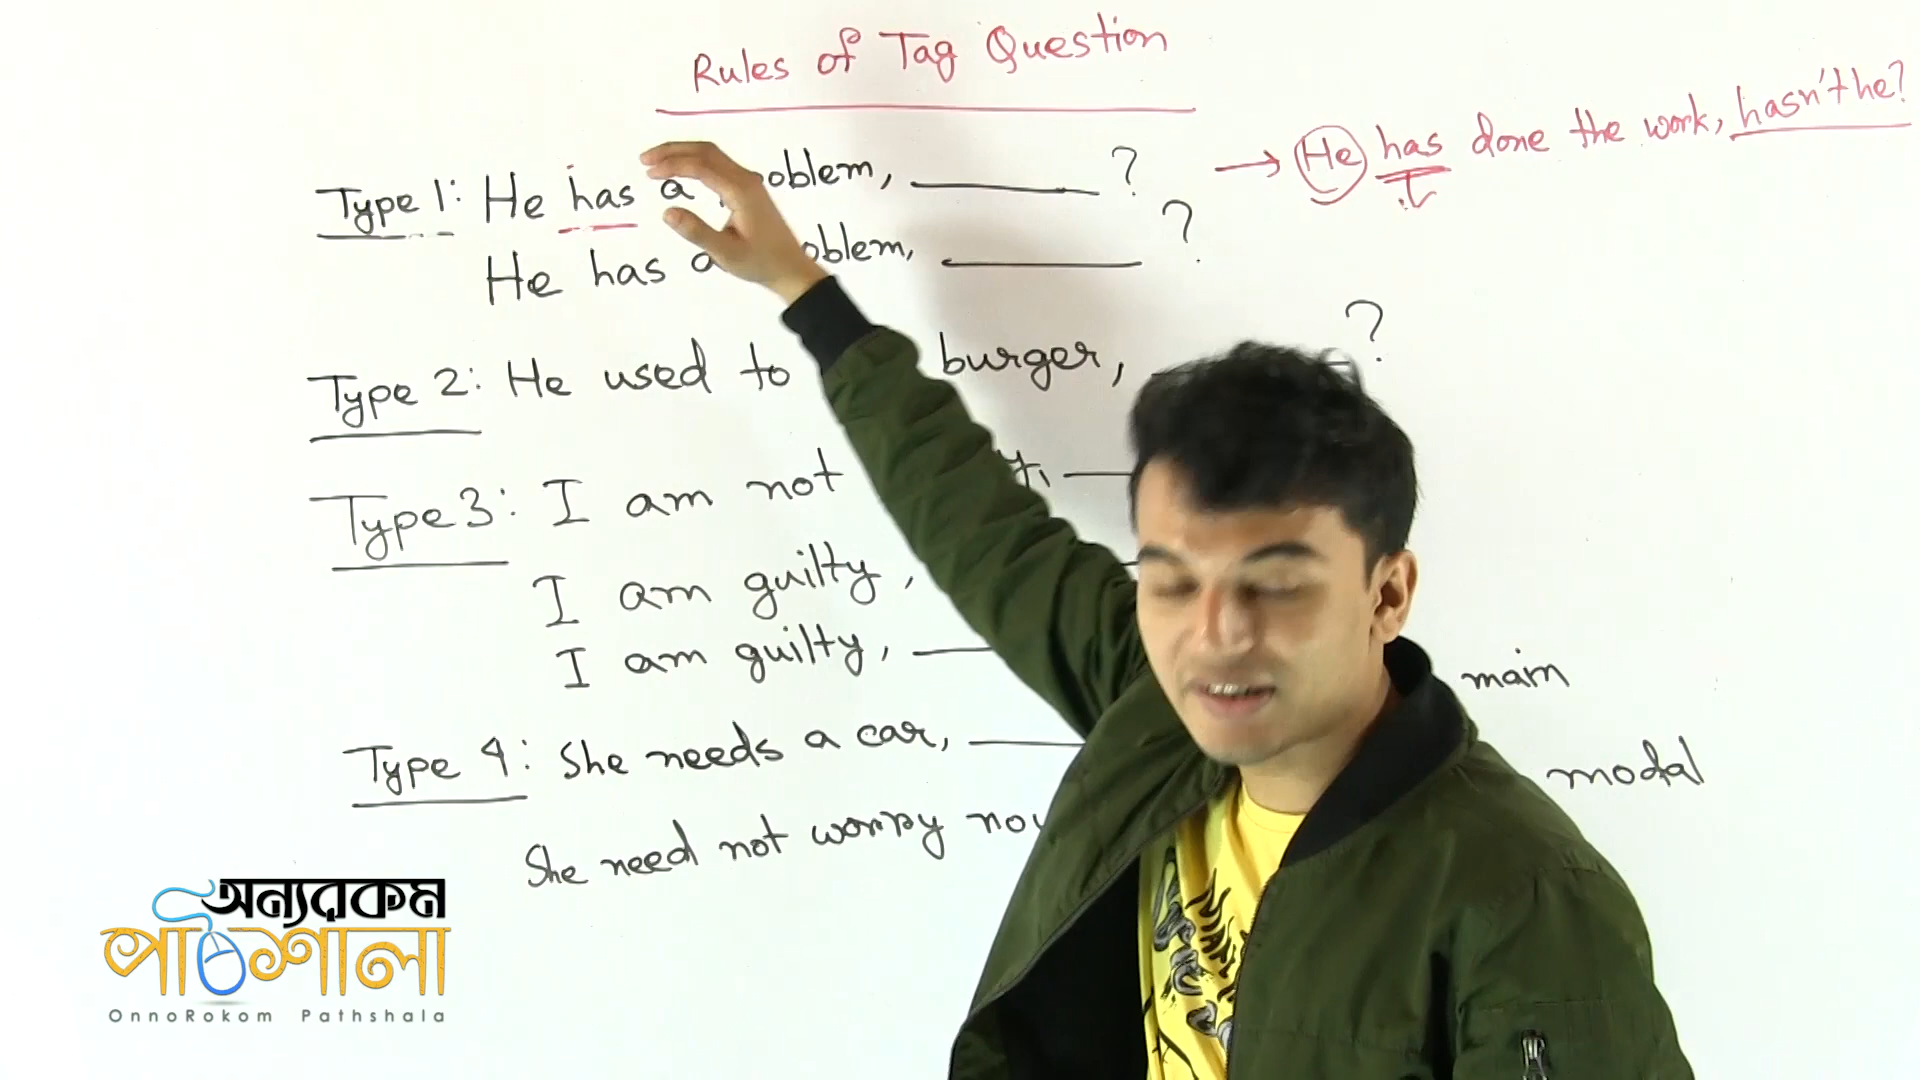 Rules of Tag Question
Type 1: He has a problem, ______ ?
→ He has done the work, hasn't he?
He has a problem, ______ ?
Type 2: He used to burger, ?
Type 3: I am not
I am guilty,
I am guilty,
main
Type 4: She needs a car,
modal
She need not worry
অন্যরকম
পাঠশালা
OnnoRokom Pathshala